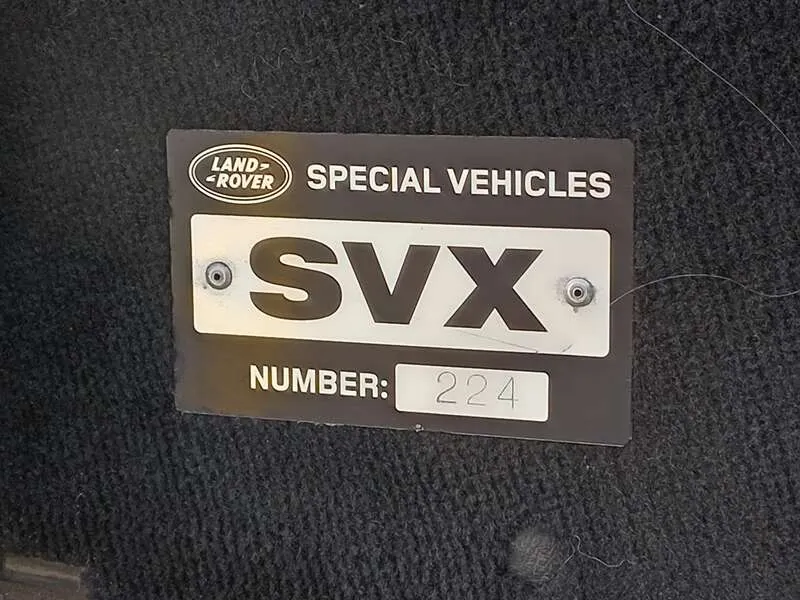 LAND-
-ROVER
SPECIAL VEHICLES
SVX
NUMBER: 224